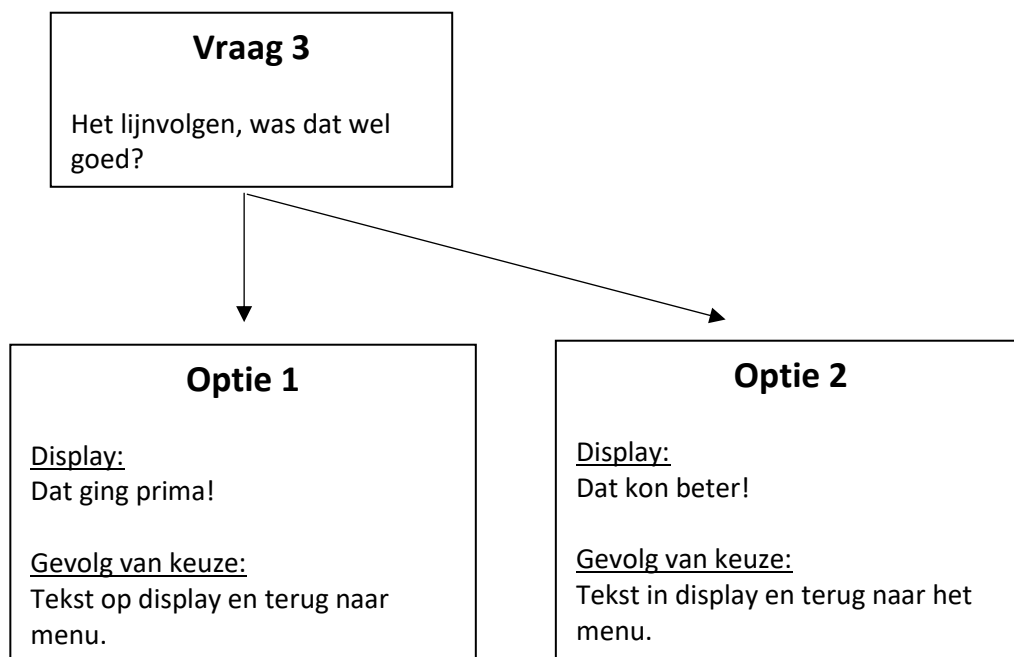 Vraag 3
Het lijnvolgen, was dat wel
goed?
Optie 1
Display:
Dat ging prima!
Gevolg van keuze:
Tekst op display en terug naar
menu.
Optie 2
Display:
Dat kon beter!
Gevolg van keuze:
Tekst in display en terug naar het
menu.